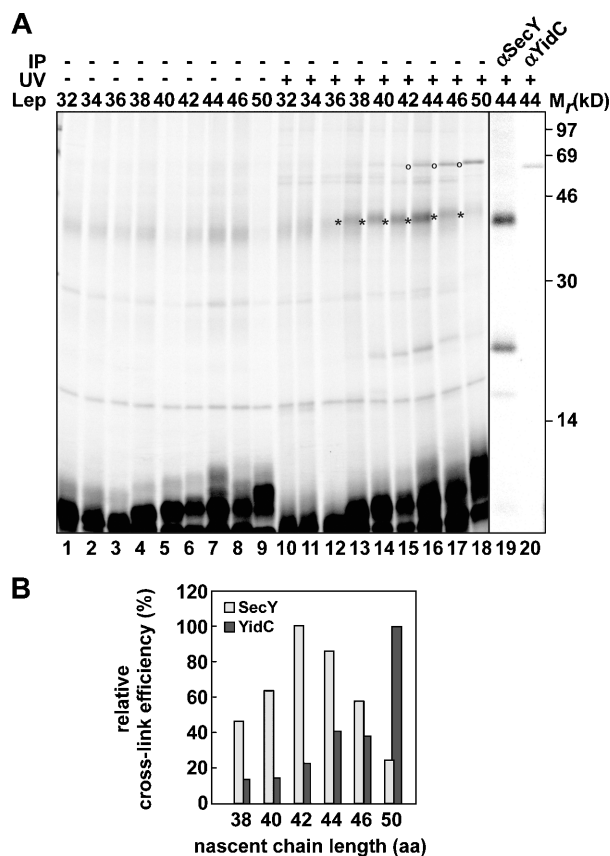 A
IP - - - - - - - - - - - - - - - - - - αSecY αYidC
UV - - - - - - - - - + + + + + + + + + + +
Lep 32 34 36 38 40 42 44 46 50 32 34 36 38 40 42 44 46 50 44 44 Mr(kD)
97
69
46
30
14
1 2 3 4 5 6 7 8 9 10 11 12 13 14 15 16 17 18 19 20
B
120
100
80
60
40
20
0
SecY
YidC
relative
cross-link efficiency (%)
38 40 42 44 46 50
nascent chain length (aa)